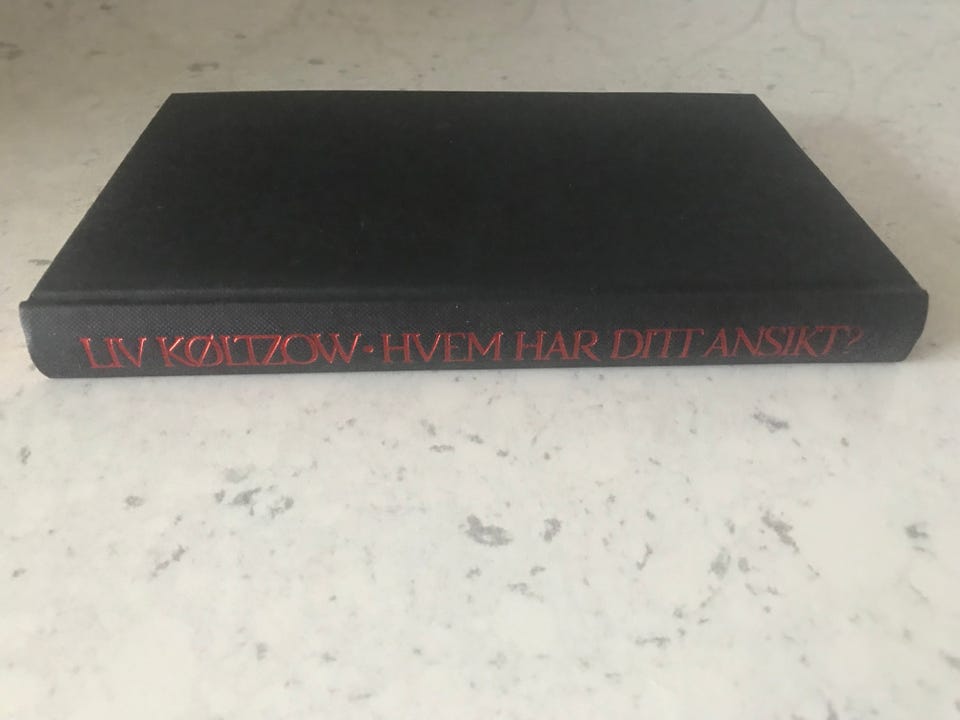 LIV KØLTZOW • HVEM HAR DITT ANSIKT?